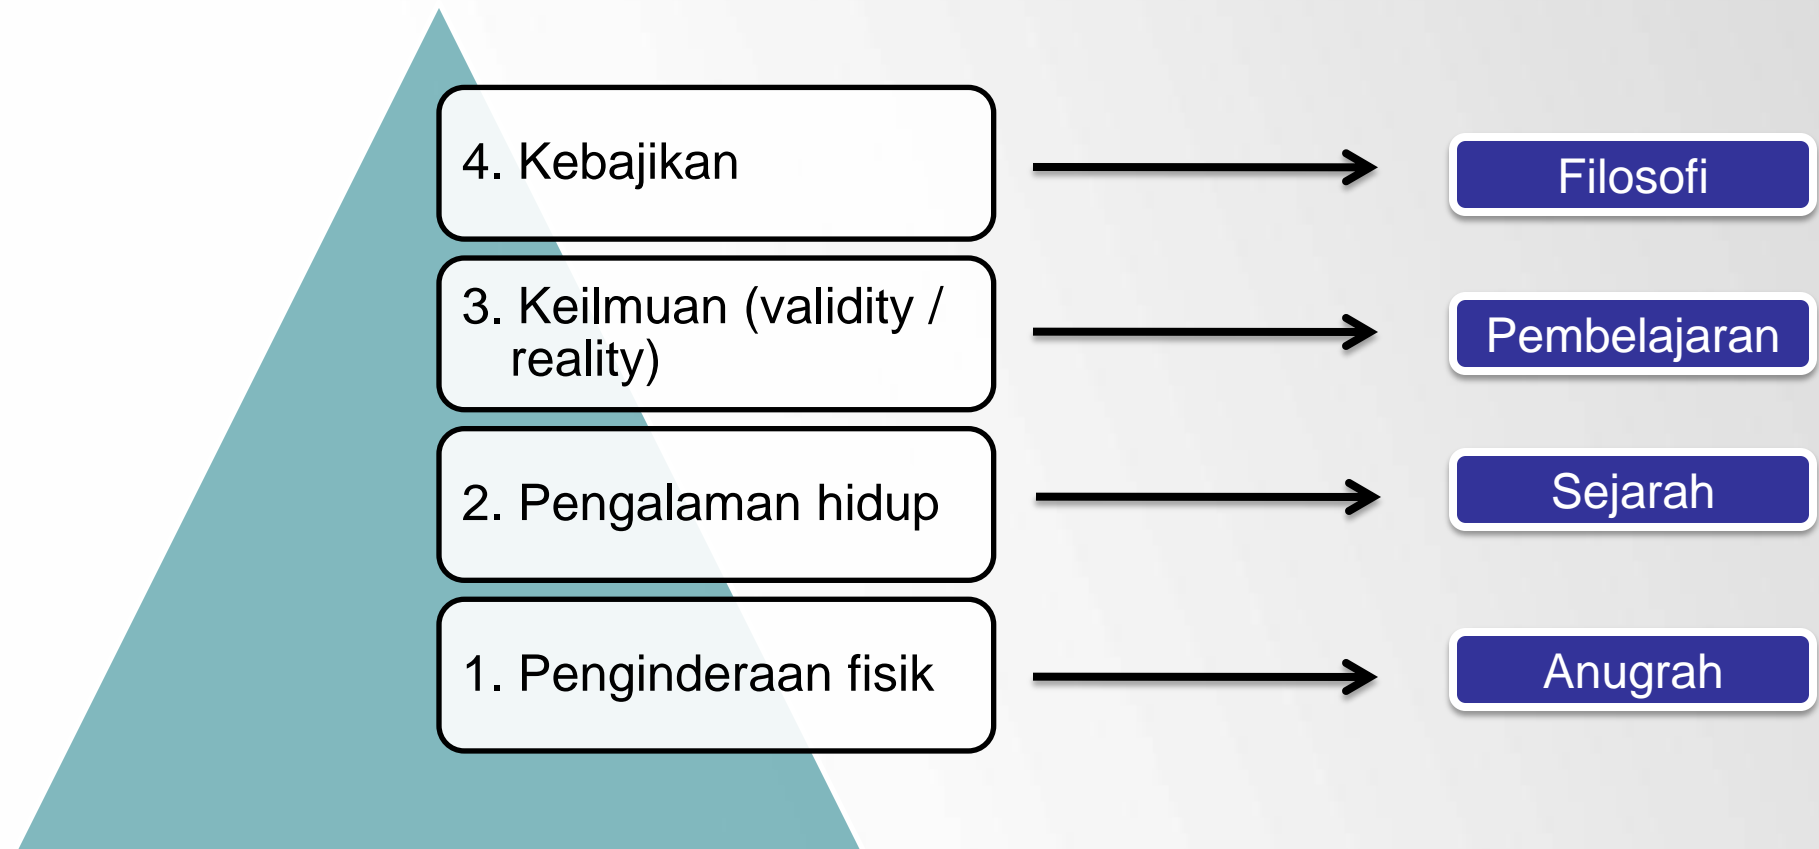 4. Kebajikan
Filosofi
3. Keilmuan (validity /
reality)
Pembelajaran
2. Pengalaman hidup
Sejarah
1. Penginderaan fisik
Anugrah